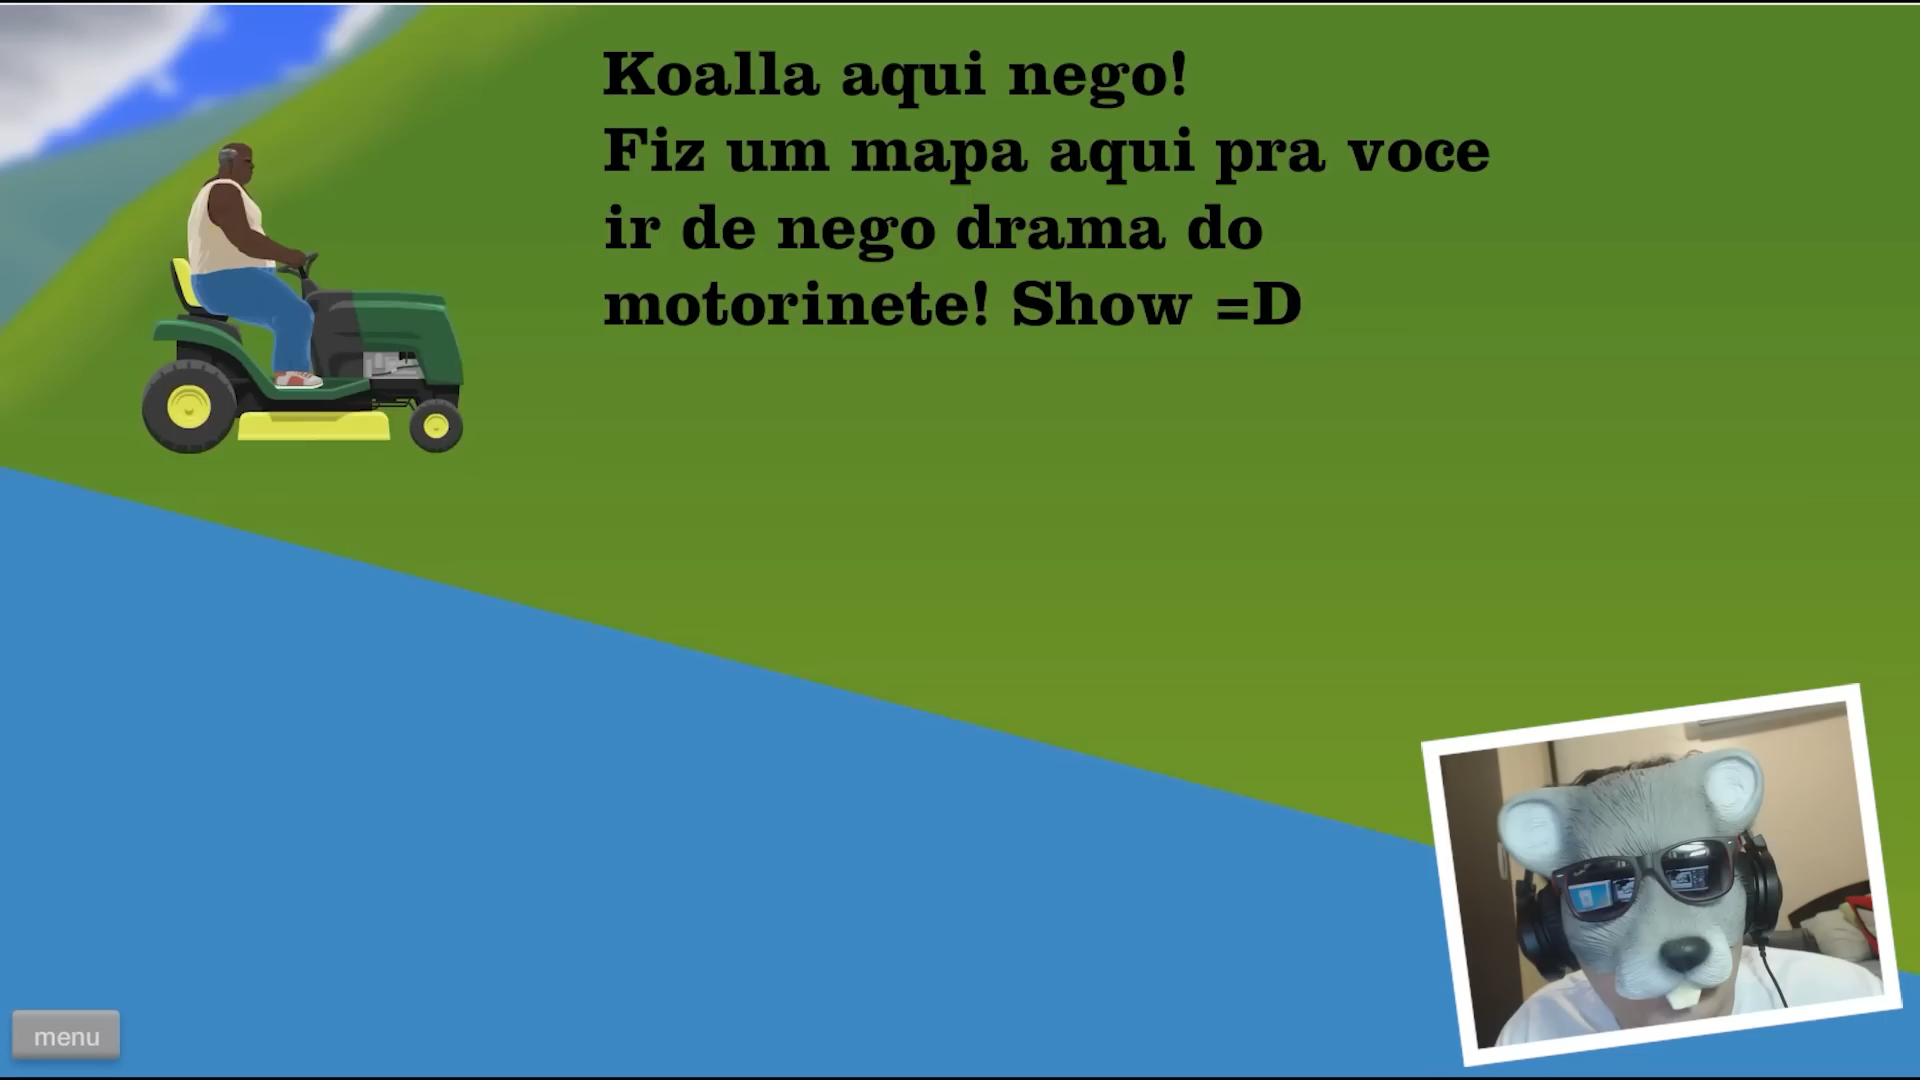 Koalla aqui nego!
Fiz um mapa aqui pra voce
ir de nego drama do
motorinete! Show =D
menu